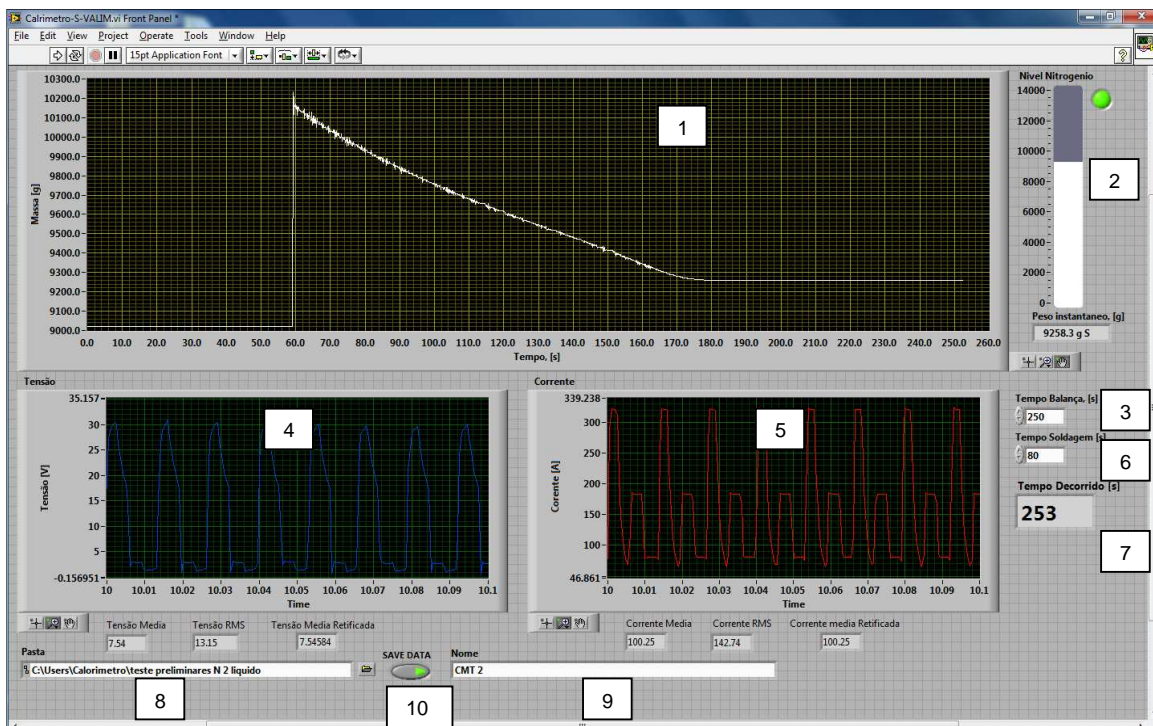 Calrimetro-S-VALIM.vi Front Panel *
File Edit View Project Operate Tools Window Help
15pt Application Font
10300.0
10200.0
10100.0
10000.0
9900.0
9800.0
9700.0
9600.0
9500.0
9400.0
9300.0
9200.0
9100.0
9000.0
Massa [g]
0.0 10.0 20.0 30.0 40.0 50.0 60.0 70.0 80.0 90.0 100.0 110.0 120.0 130.0 140.0 150.0 160.0 170.0 180.0 190.0 200.0 210.0 220.0 230.0 240.0 250.0 260.0
Tempo, [s]
1
Nivel Nitrogenio
14000
12000
10000
8000
6000
4000
2000
0
2
Peso instantaneo, [g]
9258.3 g S
Tensão
35.157
30
25
20
15
10
5
-0.156951
Tensão [V]
10 10.01 10.02 10.03 10.04 10.05 10.06 10.07 10.08 10.09 10.1
Time
4
Corrente
339.238
300
250
200
150
100
46.861
Corente [A]
10 10.01 10.02 10.03 10.04 10.05 10.06 10.07 10.08 10.09 10.1
Time
5
Tempo Balança, [s]
250
3
Tempo Soldagem [s]
80
6
Tempo Decorrido [s]
253
7
Tensão Media Tensão RMS Tensão Media Retificada
7.54 13.15 7.54584
Corrente Media Corrente RMS Corrente media Retificada
100.25 142.74 100.25
Pasta
C:\Users\Calorimetro\teste preliminares N 2 liquido
8
SAVE DATA
10
Nome
CMT 2
9